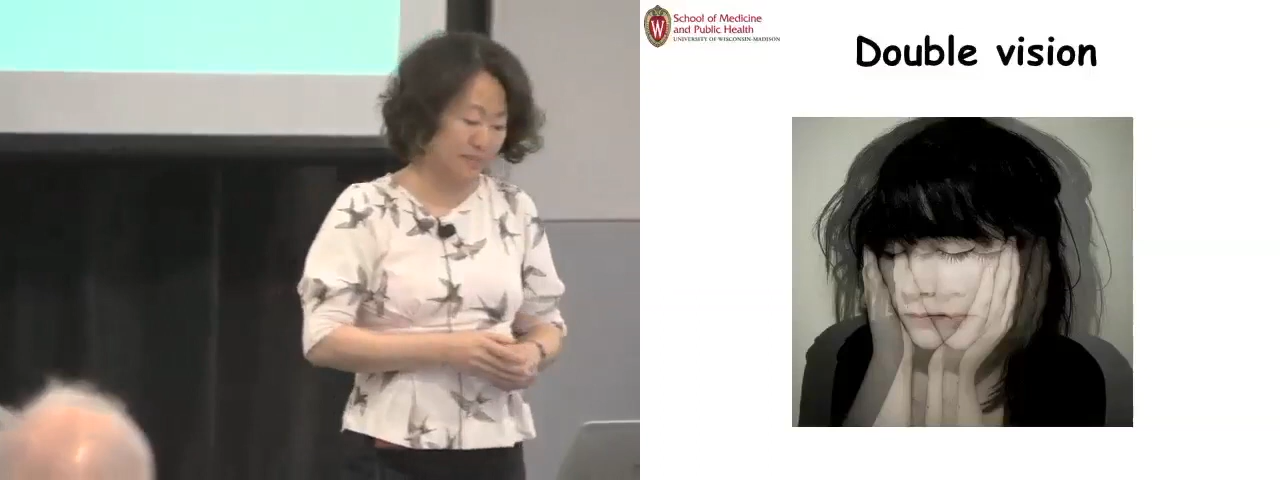 School of Medicine
and Public Health
UNIVERSITY OF WISCONSIN-MADISON
Double vision